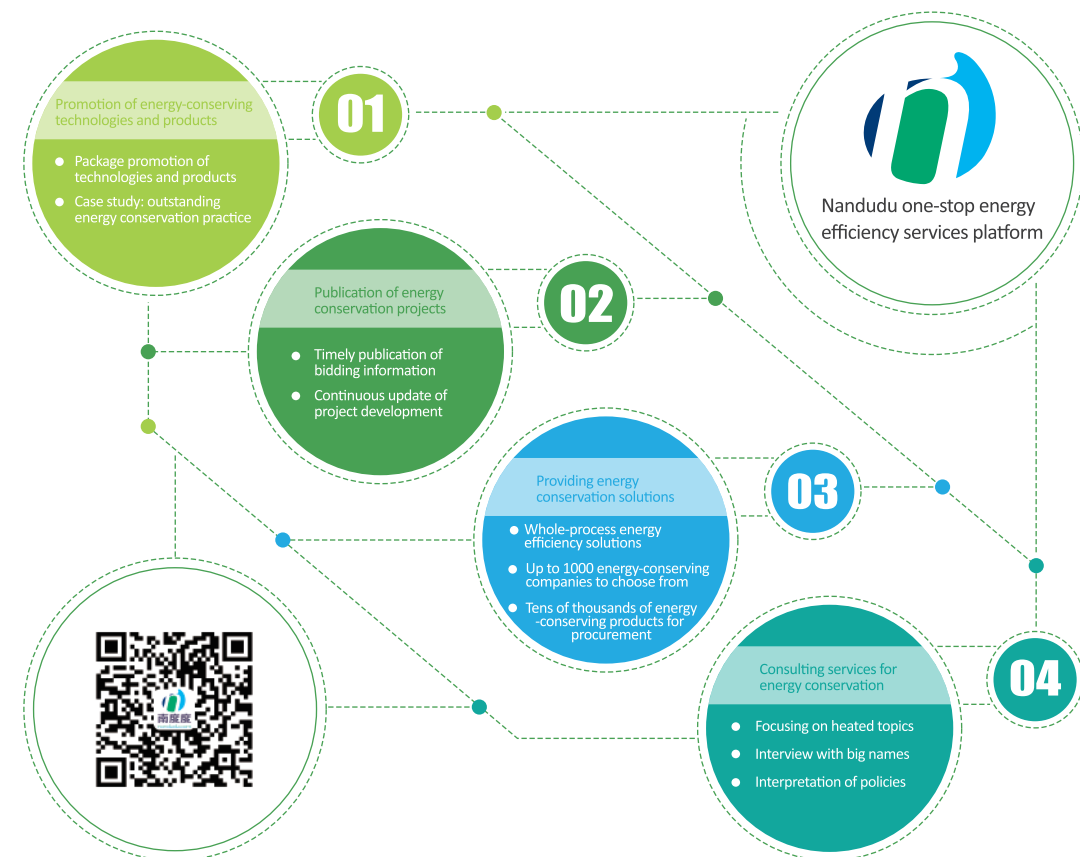 Promotion of energy-conserving
technologies and products
Package promotion of
technologies and products
Case study: outstanding
energy conservation practice
01
Nandudu one-stop energy
efficiency services platform
Publication of energy
conservation projects
Timely publication of
bidding information
Continuous update of
project development
02
Providing energy
conservation solutions
Whole-process energy
efficiency solutions
Up to 1000 energy-conserving
companies to choose from
Tens of thousands of energy
-conserving products for
procurement
03
Consulting services for
energy conservation
Focusing on heated topics
Interview with big names
Interpretation of policies
04
南度度